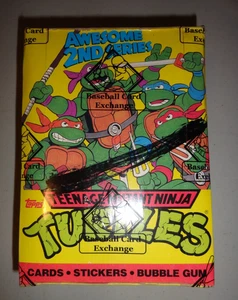 Baseball Card
Exchange
AWESOME
2ND SERIES
Baseball Card
Exchange
Topps
TEENAGE MUTANT NINJA
TURTLES
Baseball Card
Exchange
CARDS • STICKERS • BUBBLE GUM